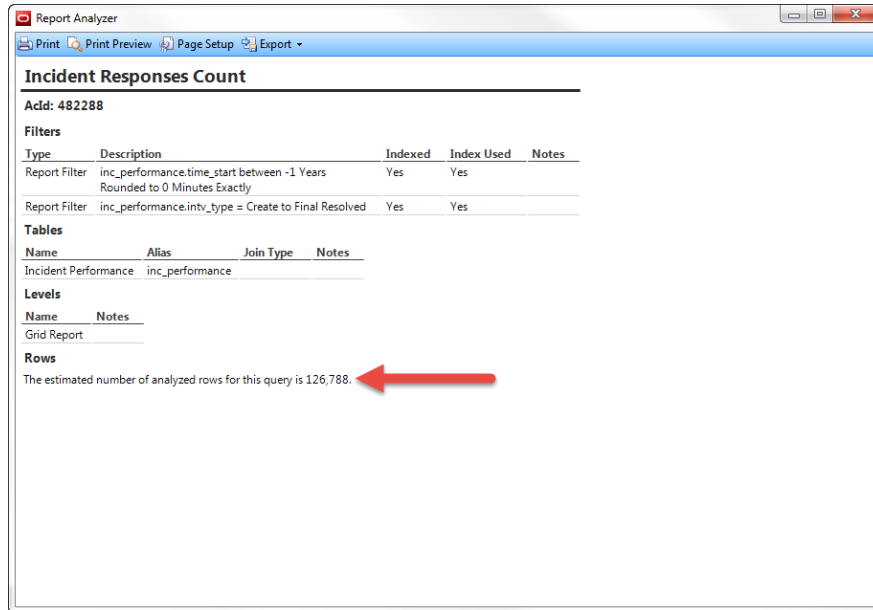 Report Analyzer
Print Print Preview Page Setup Export
Incident Responses Count
AcId: 482288
Filters
Type Description Indexed Index Used Notes
Report Filter inc_performance.time_start between -1 Years Yes Yes
Rounded to 0 Minutes Exactly
Report Filter inc_performance.intv_type = Create to Final Resolved Yes Yes
Tables
Name Alias Join Type Notes
Incident Performance inc_performance
Levels
Name Notes
Grid Report
Rows
The estimated number of analyzed rows for this query is 126,788.